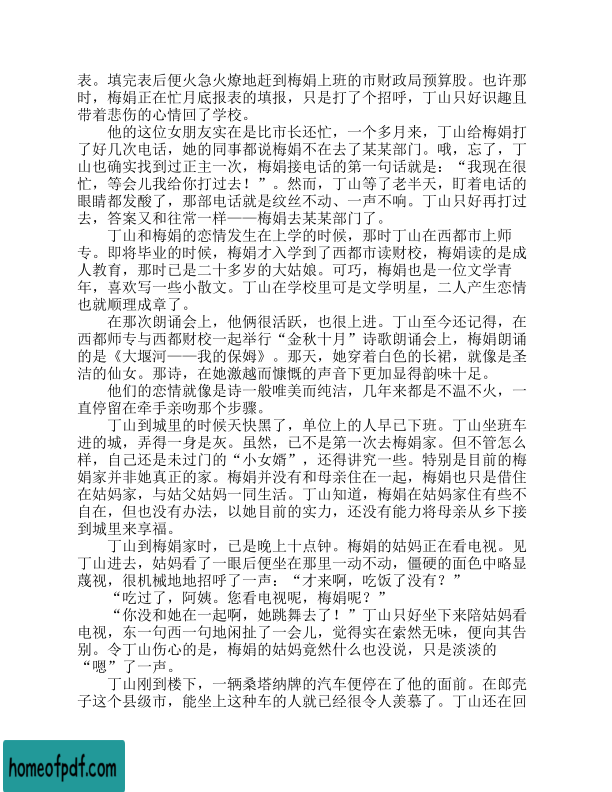 表。填完表后便火急火燎地赶到梅娟上班的市财政局预算股。也许那
时，梅娟正在忙月底报表的填报，只是打了个招呼，丁山只好识趣且
带着悲伤的心情回了学校。
他的这位女朋友实在是比市长还忙，一个多月来，丁山给梅娟打
了好几次电话，她的同事都说梅娟不在去了某某部门。哦，忘了，丁
山也确实找到过正主一次，梅娟接电话的第一句话就是：“我现在很
忙，等会儿我给你打过去！”。然而，丁山等了老半天，盯着电话的
眼睛都发酸了，那部电话就是纹丝不动、一声不响。丁山只好再打过
去，答案又和往常一样——梅娟去某某部门了。
丁山和梅娟的恋情发生在上学的时候，那时丁山在西都市上师
专。即将毕业的时候，梅娟才入学到了西都市读财校，梅娟读的是成
人教育，那时已是二十多岁的大姑娘。可巧，梅娟也是一位文学青
年，喜欢写一些小散文。丁山在学校里可是文学明星，二人产生恋情
也就顺理成章了。
在那次朗诵会上，他俩很活跃，也很上进。丁山至今还记得，在
西都师专与西都财校一起举行“金秋十月”诗歌朗诵会上，梅娟朗诵
的是《大堰河——我的保姆》。那天，她穿着白色的长裙，就像是圣
洁的仙女。那诗，在她激越而慷慨的声音下更加显得韵味十足。
他们的恋情就像是诗一般唯美而纯洁，几年来都是不温不火，一
直停留在牵手亲吻那个步骤。
丁山到城里的时候天快黑了，单位上的人早已下班。丁山坐班车
进的城，弄得一身是灰。虽然，已不是第一次去梅娟家。但不管怎么
样，自己还是未过门的“小女婿”，还得讲究一些。特别是目前的梅
娟家并非她真正的家。梅娟并没有和母亲住在一起，梅娟也只是借住
在姑妈家，与姑父姑妈一同生活。丁山知道，梅娟在姑妈家住有些不
自在，但也没有办法，以她目前的实力，还没有能力将母亲从乡下接
到城里来享福。
丁山到梅娟家时，已是晚上十点钟。梅娟的姑妈正在看电视。见
丁山进去，姑妈看了一眼后便坐在那里一动不动，僵硬的面色中略显
蔑视，很机械地地招呼了一声：“才来啊，吃饭了没有？”
“吃过了，阿姨。您看电视呢，梅娟呢？”
“你没和她在一起啊，她跳舞去了！”丁山只好坐下来陪姑妈看
电视，东一句西一句地闲扯了一会儿，觉得实在索然无味，便向其告
别。令丁山伤心的是，梅娟的姑妈竟然什么也没说，只是淡淡的
“嗯”了一声。
丁山刚到楼下，一辆桑塔纳牌的汽车便停在了他的面前。在郎壳
子这个县级市，能坐上这种车的人就已经很令人羡慕了。丁山还在回
homeofpdf.com